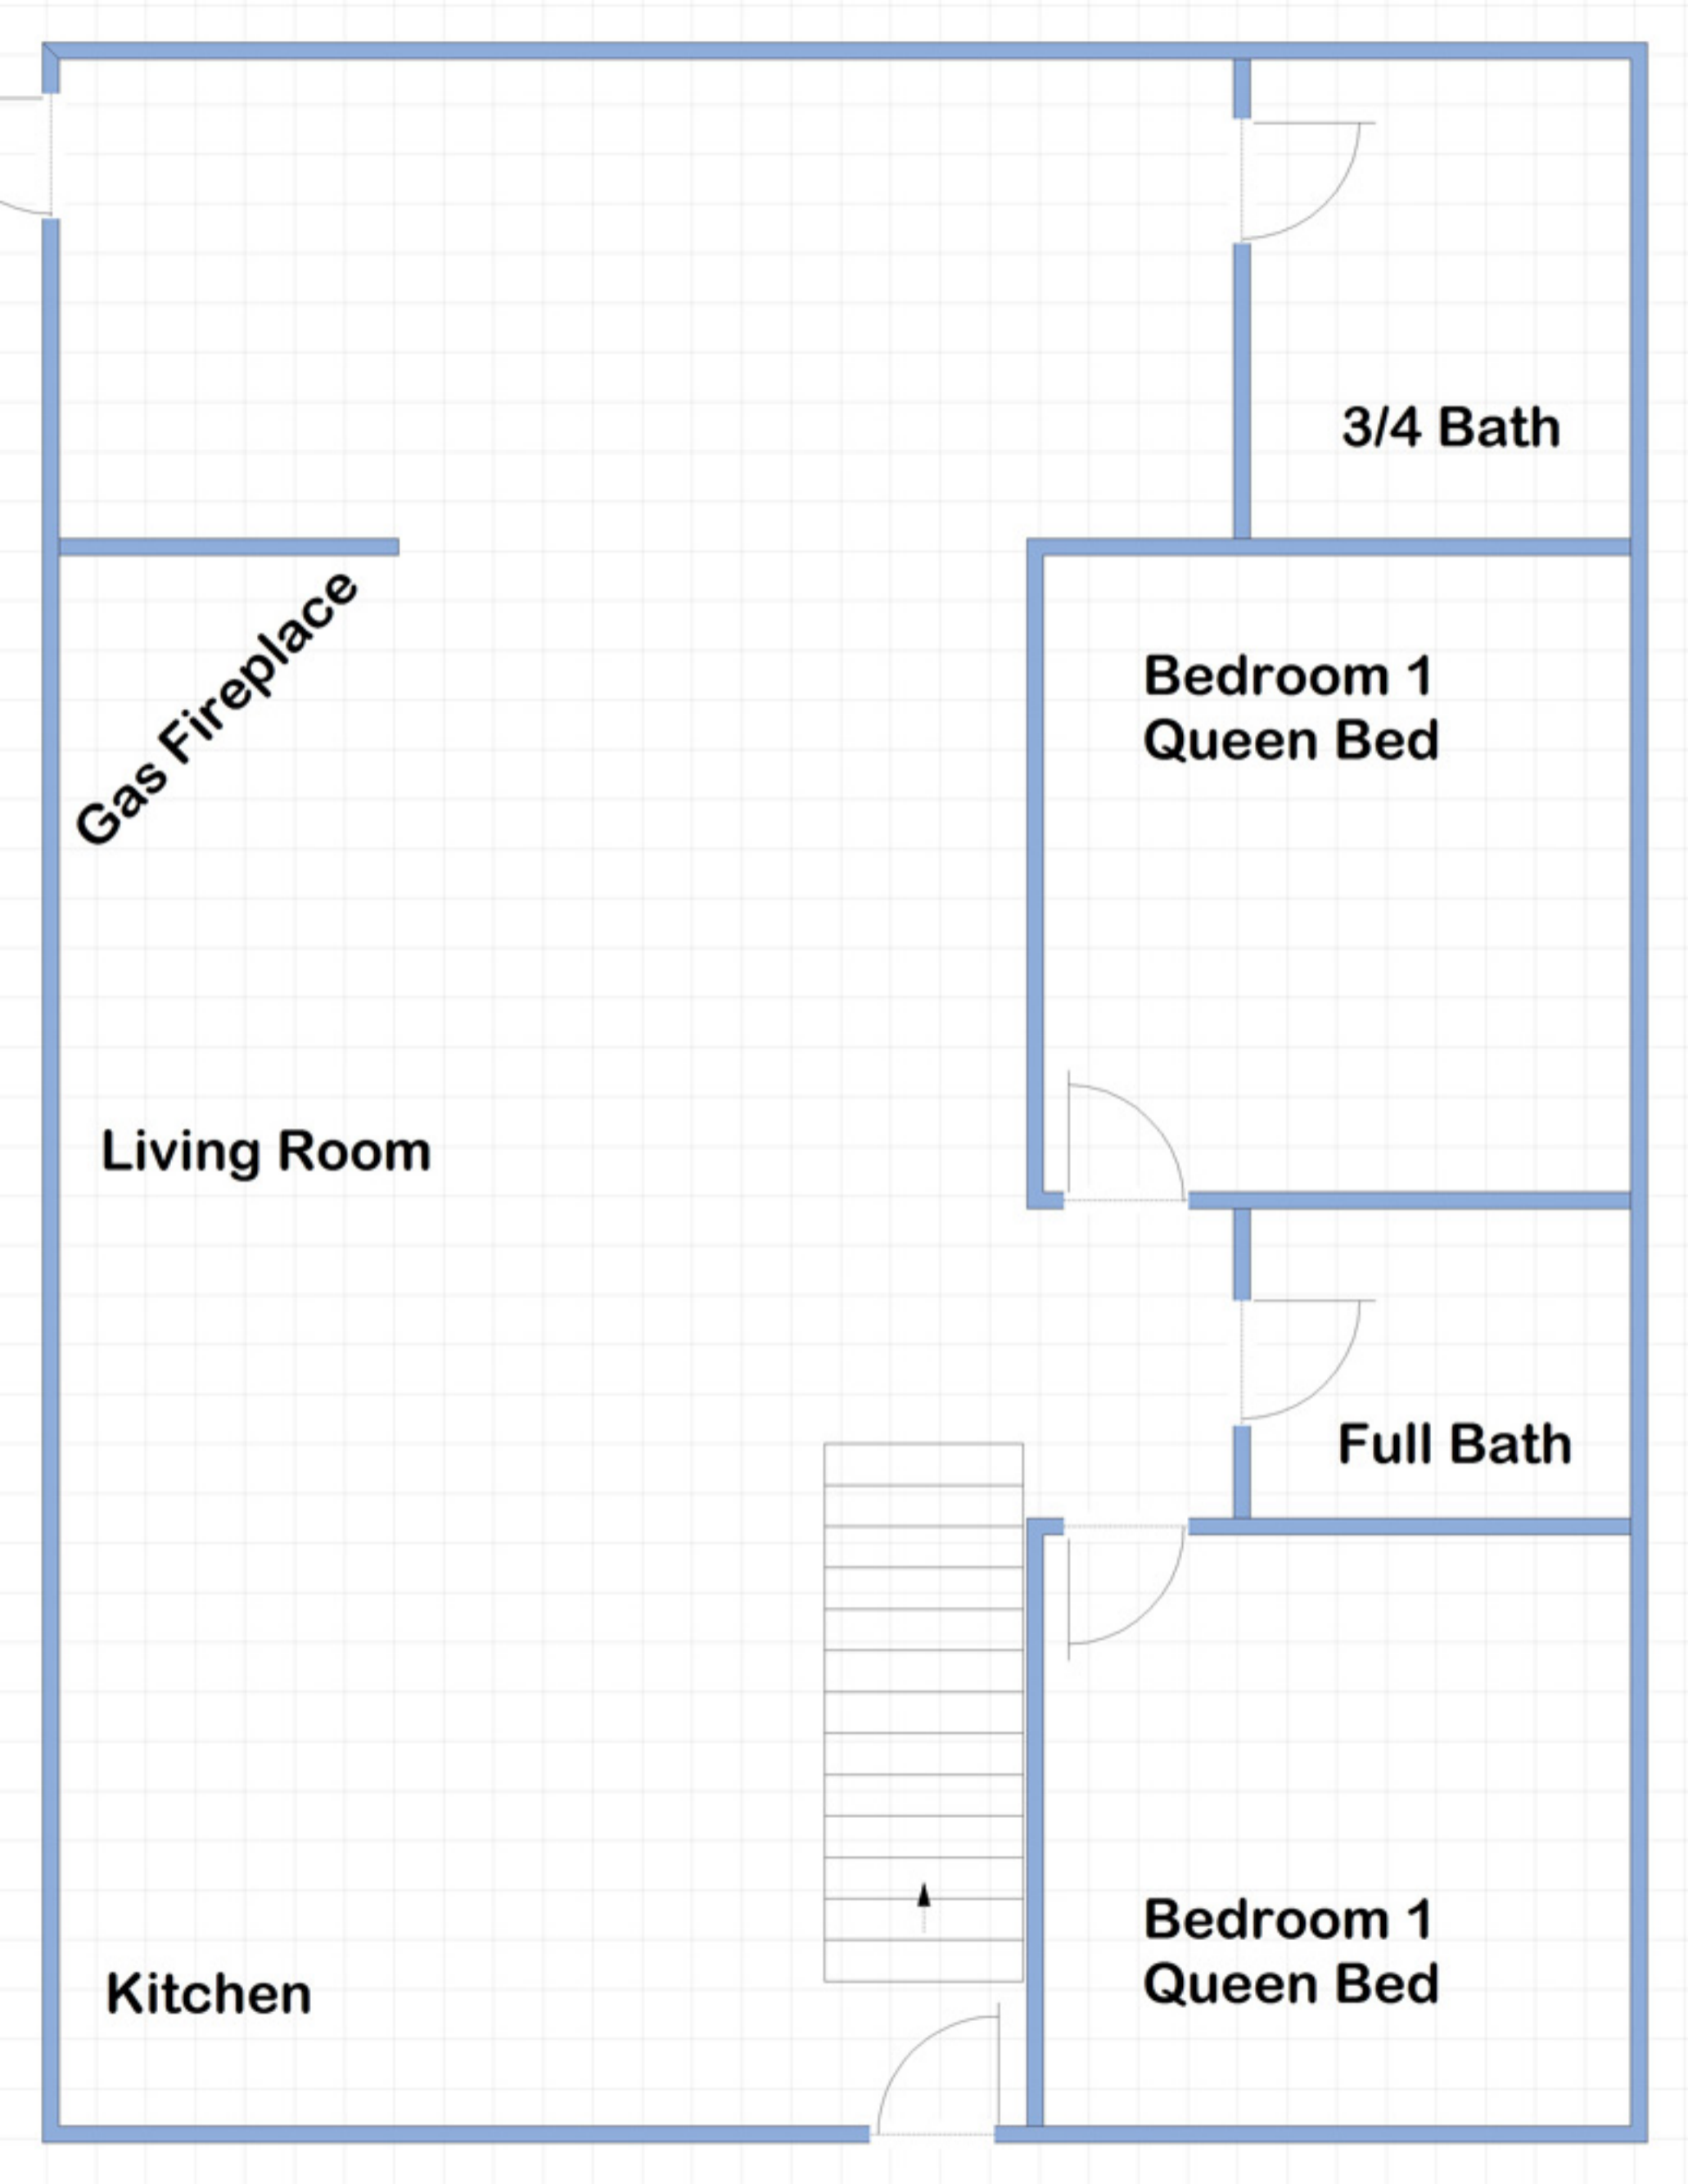 3/4 Bath
Gas Fireplace
Bedroom 1
Queen Bed
Living Room
Full Bath
Bedroom 1
Queen Bed
Kitchen